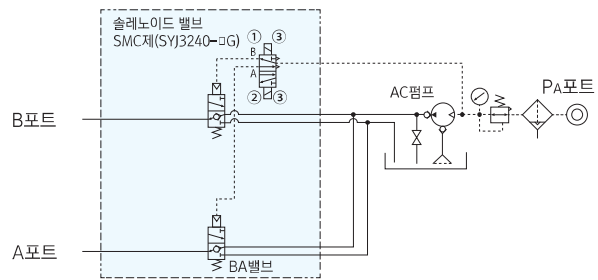 솔레노이드 밸브
SMC제(SYJ3240-□G)
① ③
B
A
② ③
AC펌프
PA포트
B포트
A포트
BA밸브